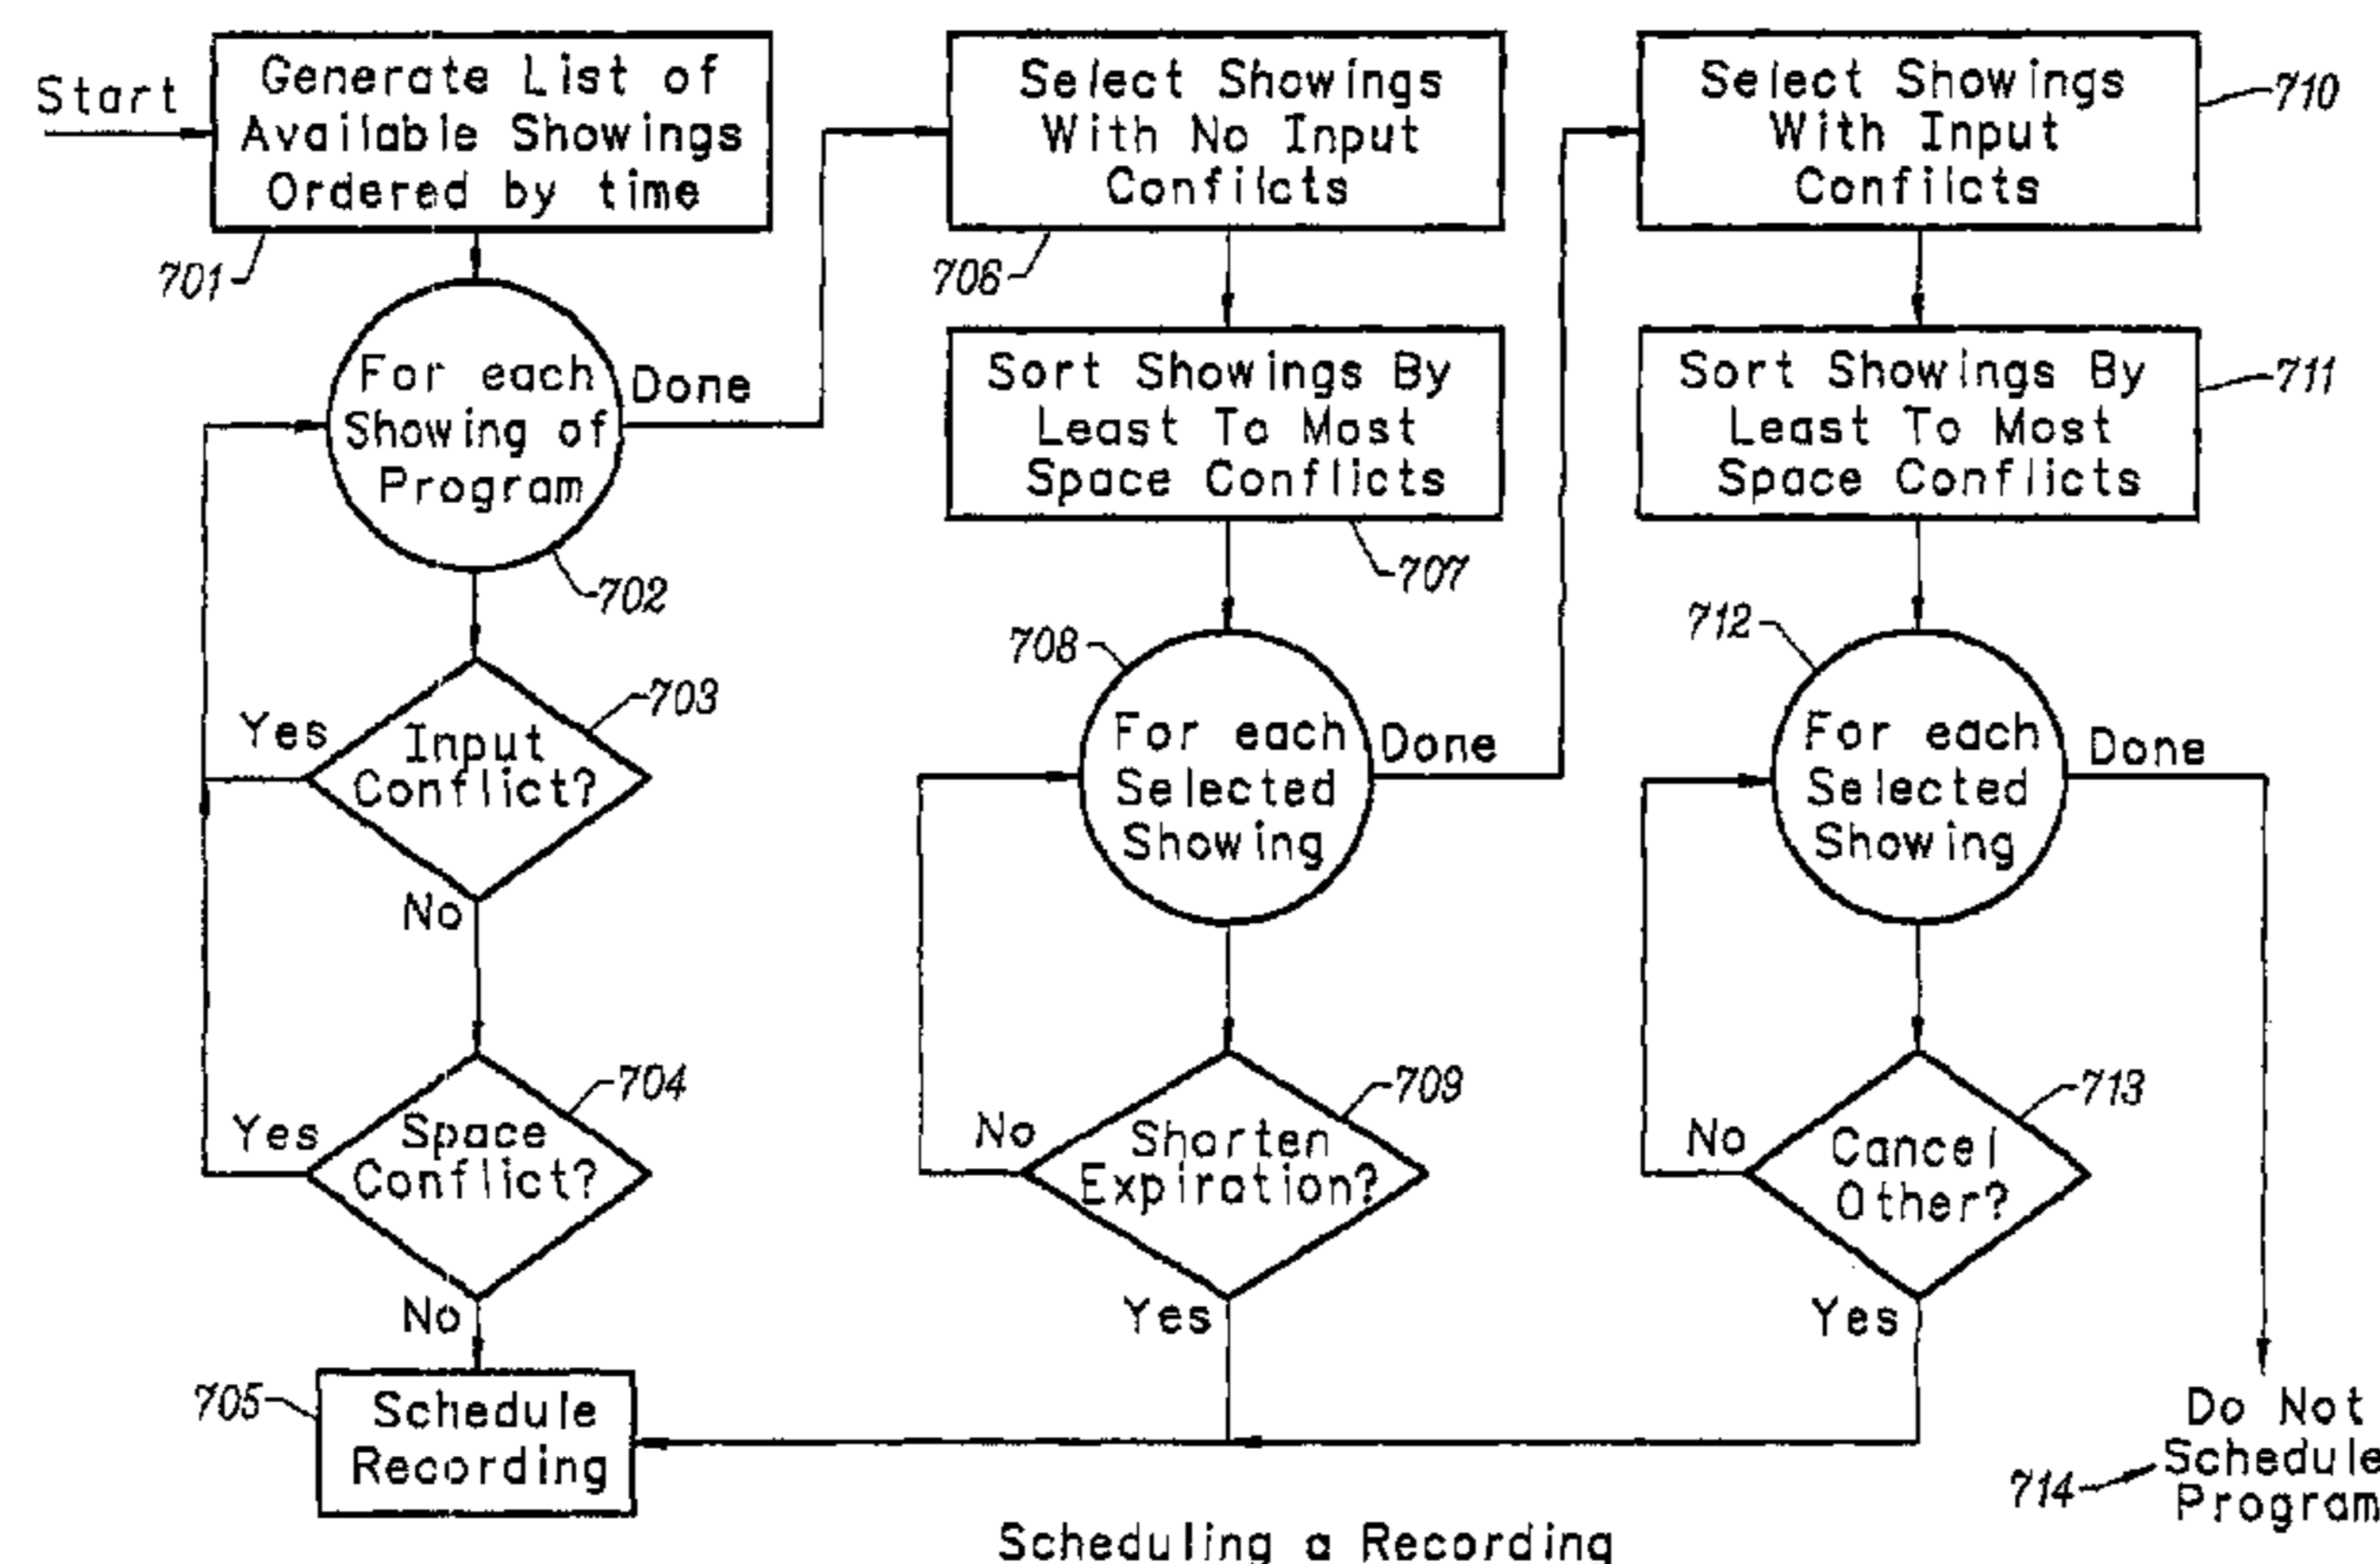 Start
Generate List of
Available Showings
Ordered by time
701
For each
Showing of
Program
Done
702
Input
Conflict?
703
Yes
No
Space
Conflict?
704
Yes
No
Schedule
Recording
705
Select Showings
With No Input
Confilcts
706
Sort Showings By
Least To Most
Space Conflicts
707
For each
Selected
Showing
708
Done
Shorten
Expiration?
709
No
Yes
Select Showings
With Input
Confilcts
710
Sort Showings By
Least To Most
Space Conflicts
711
For each
Selected
Showing
712
Done
Cancel
Other?
713
No
Yes
Do Not
Schedule
Program
714
Scheduling a Recording